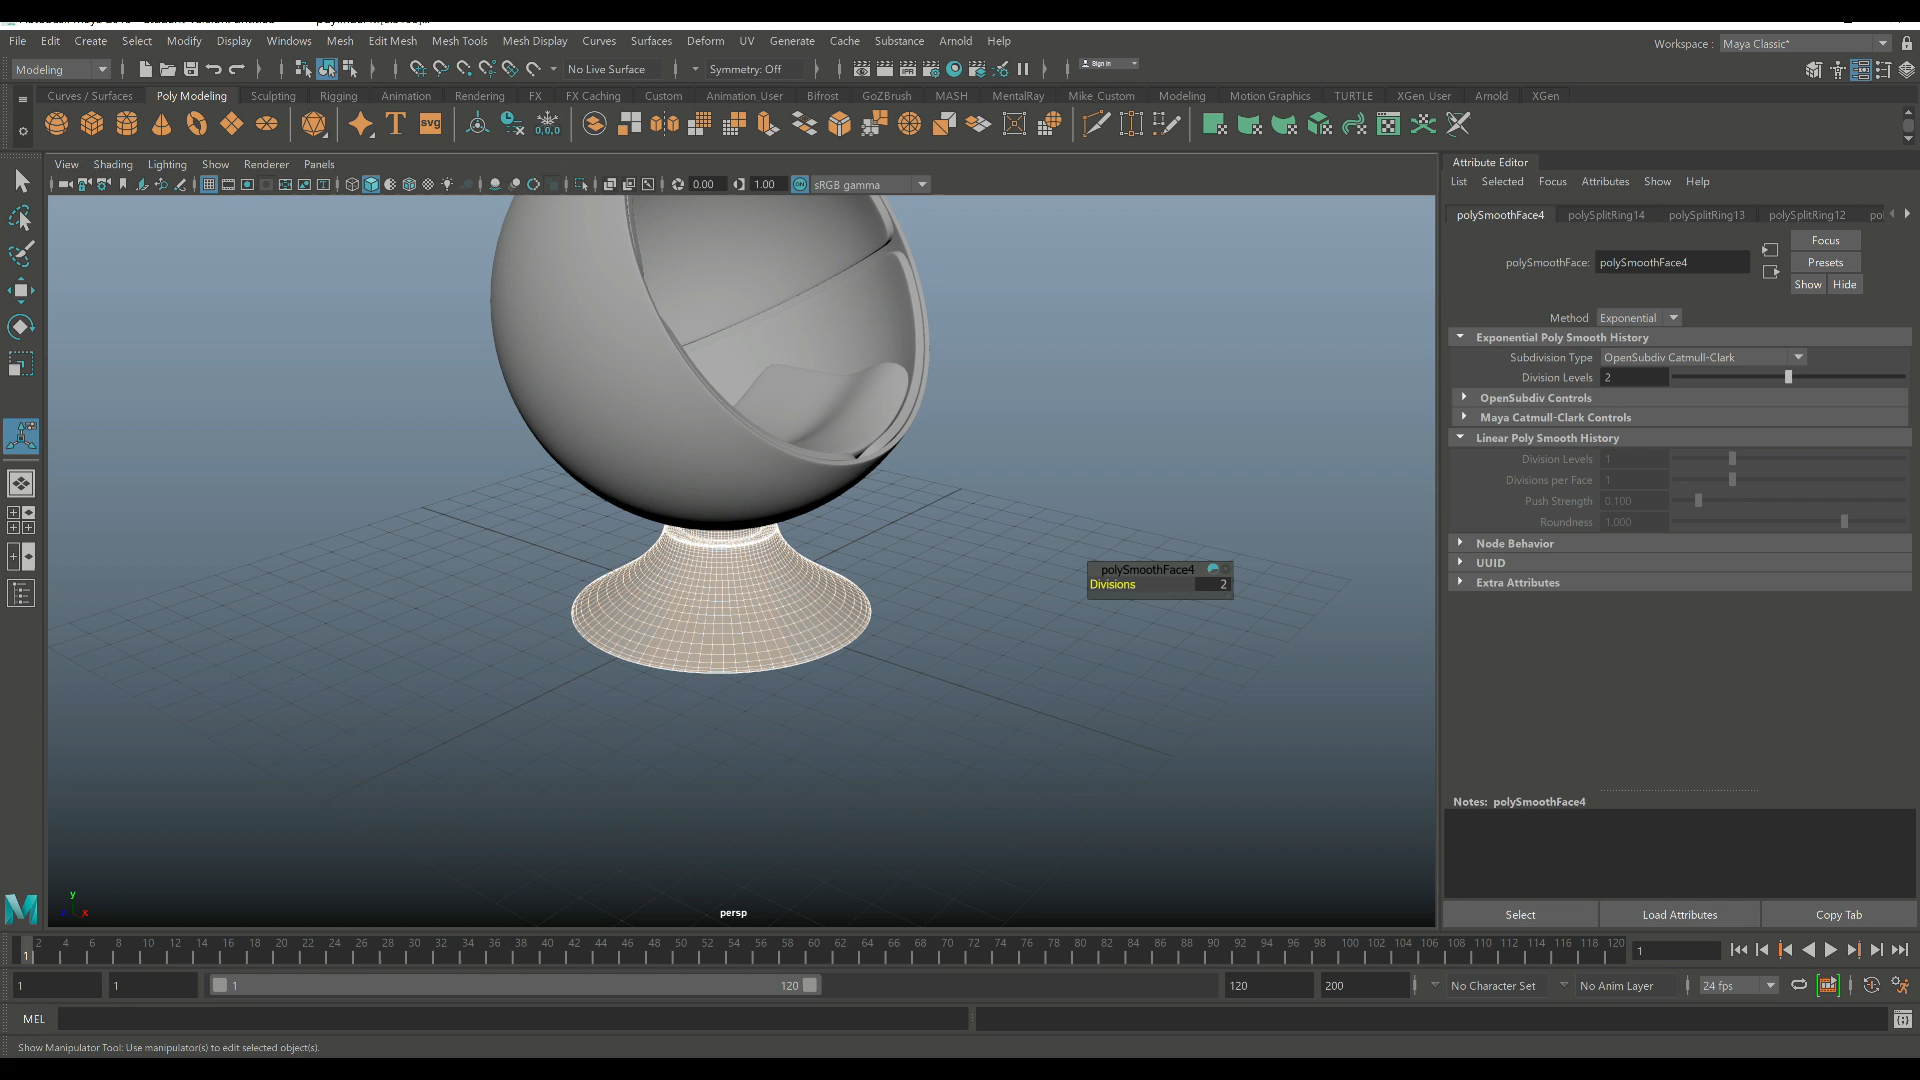 File Edit Create Select Modify Display Windows Mesh Edit Mesh Mesh Tools Mesh Display Curves Surfaces Deform UV Generate Cache Substance Arnold Help
Workspace : Maya Classic*
Modeling No Live Surface Symmetry: Off Sign in
Curves / Surfaces Poly Modeling Sculpting Rigging Animation Rendering FX FX Caching Custom Animation_User Bifrost GoZBrush MASH MentalRay Mike_Custom Modeling Motion Graphics TURTLE XGen_User Arnold XGen
T SVG 0,0,0
View Shading Lighting Show Renderer Panels
0.00 1.00 sRGB gamma
Attribute Editor
List Selected Focus Attributes Show Help
polySmoothFace4 polySplitRing14 polySplitRing13 polySplitRing12 po
polySmoothFace: polySmoothFace4
Focus
Presets
Show Hide
Method Exponential
Exponential Poly Smooth History
Subdivision Type OpenSubdiv Catmull-Clark
Division Levels 2
OpenSubdiv Controls
Maya Catmull-Clark Controls
Linear Poly Smooth History
Division Levels 1
Divisions per Face 1
Push Strength 0.100
Roundness 1.000
Node Behavior
UUID
Extra Attributes
polySmoothFace4
Divisions 2
Notes: polySmoothFace4
Select Load Attributes Copy Tab
y
x
persp
2 4 6 8 10 12 14 16 18 20 22 24 26 28 30 32 34 36 38 40 42 44 46 48 50 52 54 56 58 60 62 64 66 68 70 72 74 76 78 80 82 84 86 88 90 92 94 96 98 100 102 104 106 108 110 112 114 116 118 120
1 1
1 1 1 120 120 200 No Character Set No Anim Layer 24 fps
MEL
Show Manipulator Tool: Use manipulator(s) to edit selected object(s).